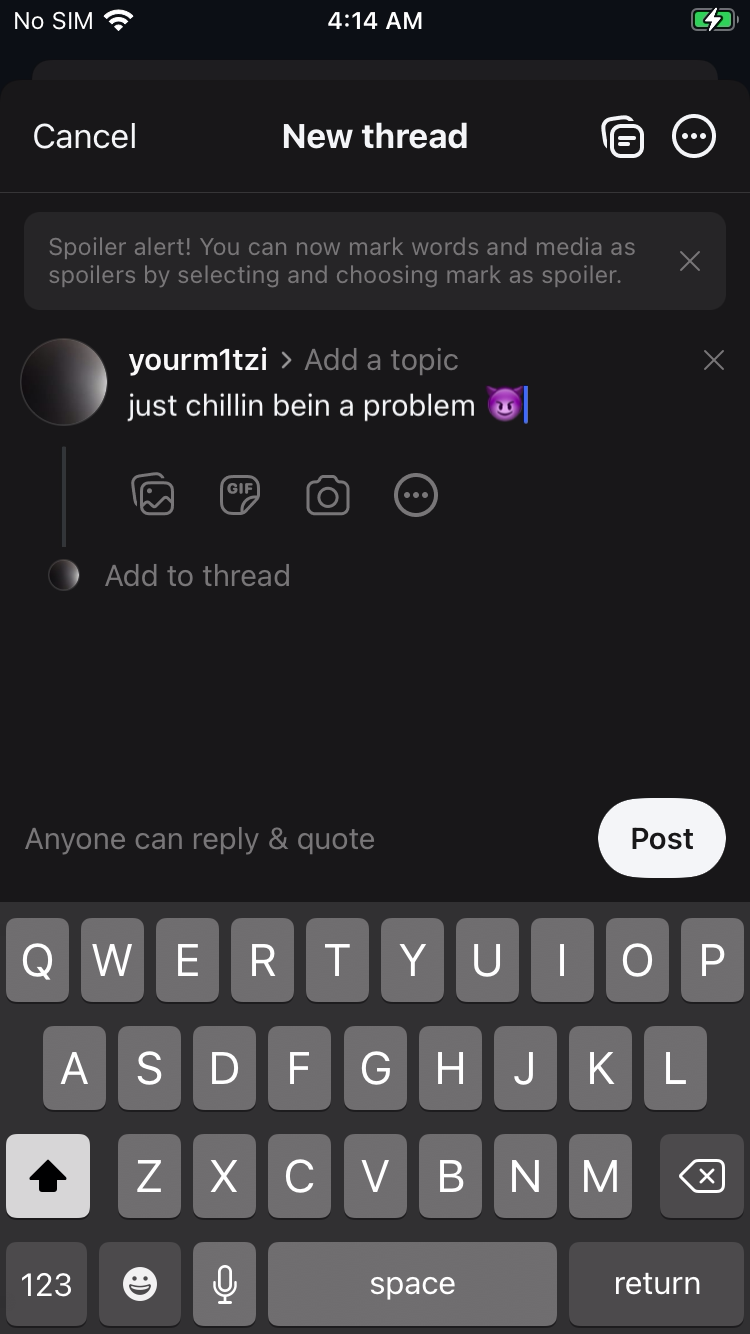 No SIM 4:14 AM
Cancel New thread
Spoiler alert! You can now mark words and media as
spoilers by selecting and choosing mark as spoiler.
yourm1tzi > Add a topic
just chillin bein a problem 😈
GIF
Add to thread
Anyone can reply & quote Post
Q W E R T Y U I O P
A S D F G H J K L
Z X C V B N M
123 space return